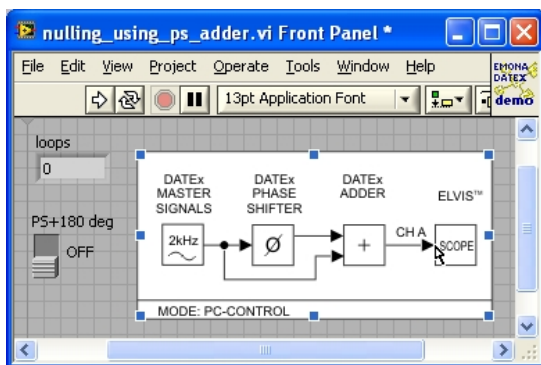 nulling_using_ps_adder.vi Front Panel *
File Edit View Project Operate Tools Window Help
EMONA
DATEX
demo
13pt Application Font
loops
0
PS+180 deg
OFF
DATEx
MASTER
SIGNALS
DATEx
PHASE
SHIFTER
DATEx
ADDER
ELVIS™
2kHz
Ø
+
CH A
SCOPE
MODE: PC-CONTROL